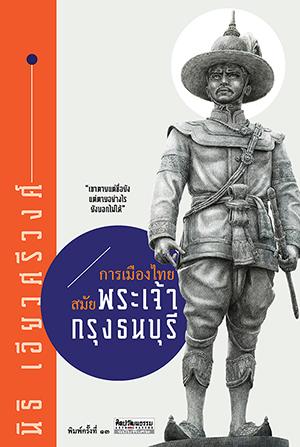 นิธิ เอียวศรีวงศ์
"เขาตายแต่ชื่อยัง
แต่ตายอย่างไร
ยังบอกไม่ได้"
การเมืองไทย
สมัย พระเจ้า
กรุงธนบุรี
พิมพ์ครั้งที่ ๑๓
ศิลปวัฒนธรรม